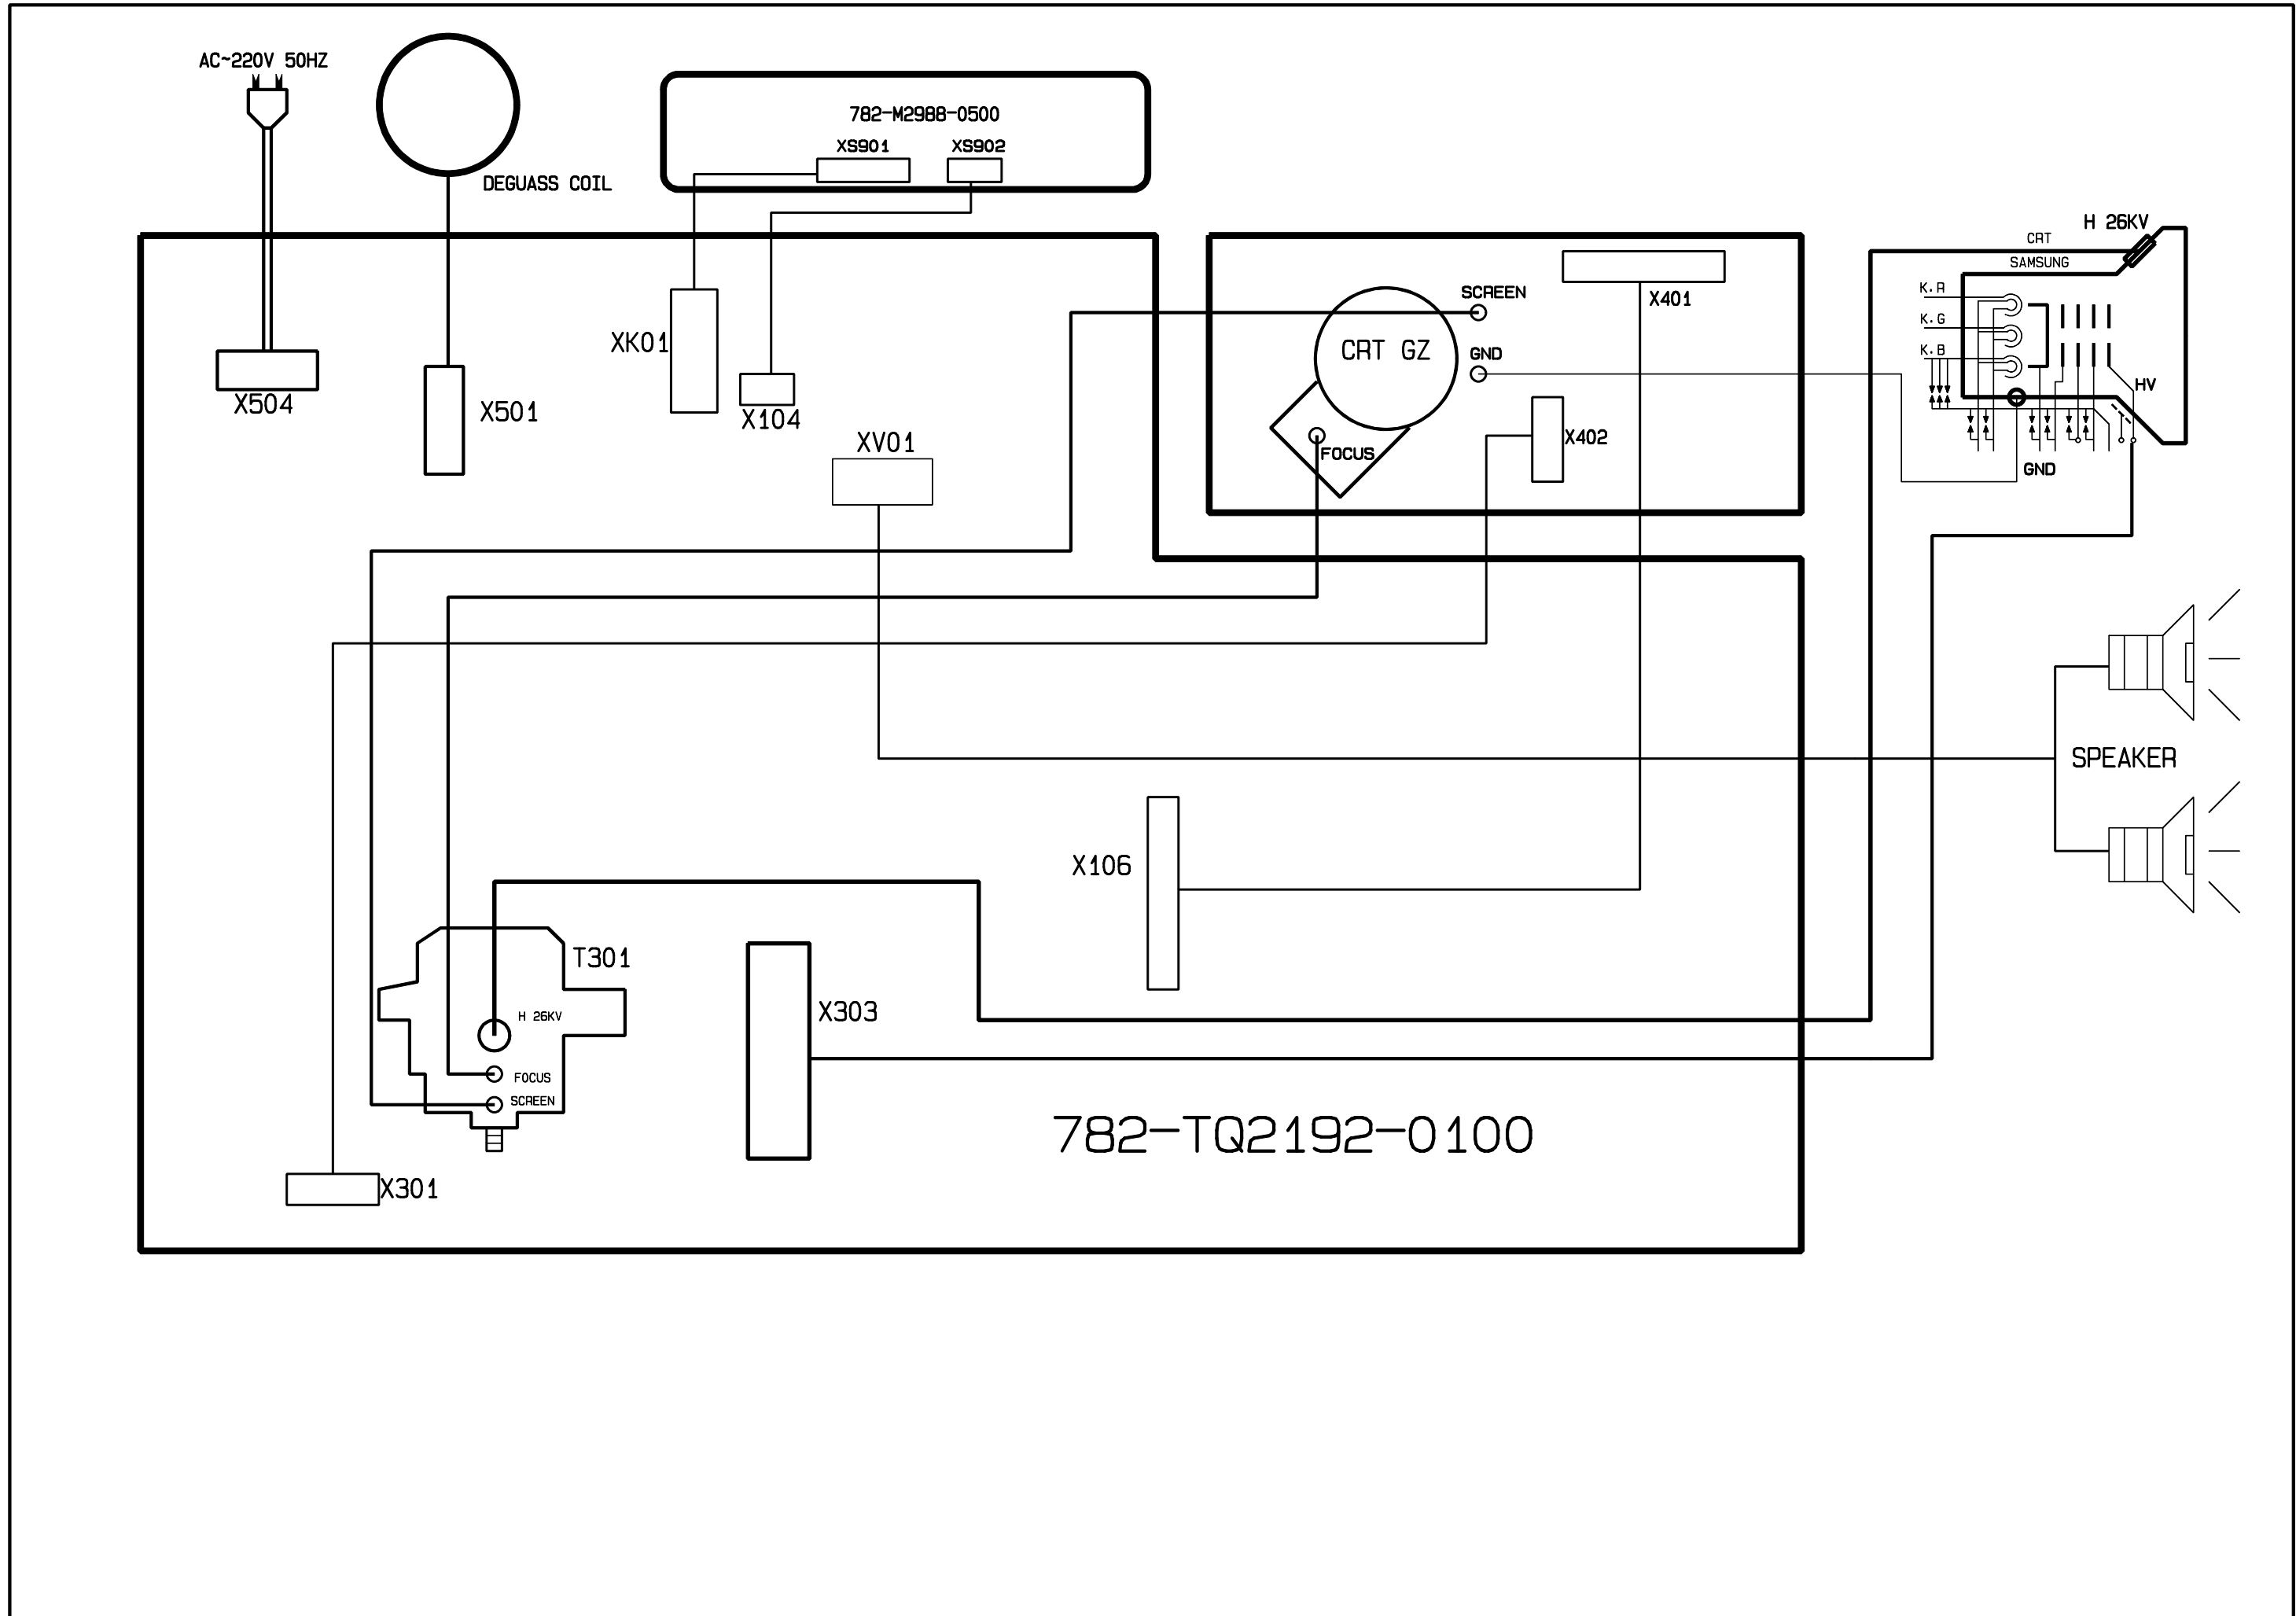 AC~220V 50HZ
DEGUASS COIL
782-M2988-0500
XS901
XS902
H 26KV
CRT
SAMSUNG
K.R
K.G
K.B
HV
GND
SCREEN
GND
X401
CRT GZ
FOCUS
X402
XK01
X104
X504
X501
XV01
SPEAKER
X106
T301
H 26KV
FOCUS
SCREEN
X303
782-TQ2192-0100
X301